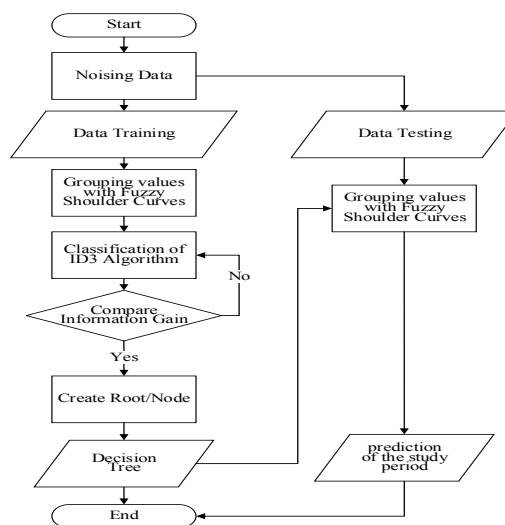 Start
Noising Data
Data Training
Data Testing
Grouping values
with Fuzzy
Shoulder Curves
Grouping values
with Fuzzy
Shoulder Curves
Classification of
ID3 Algorithm
No
Compare
Information Gain
Yes
Create Root/Node
Decision
Tree
prediction
of the study
period
End